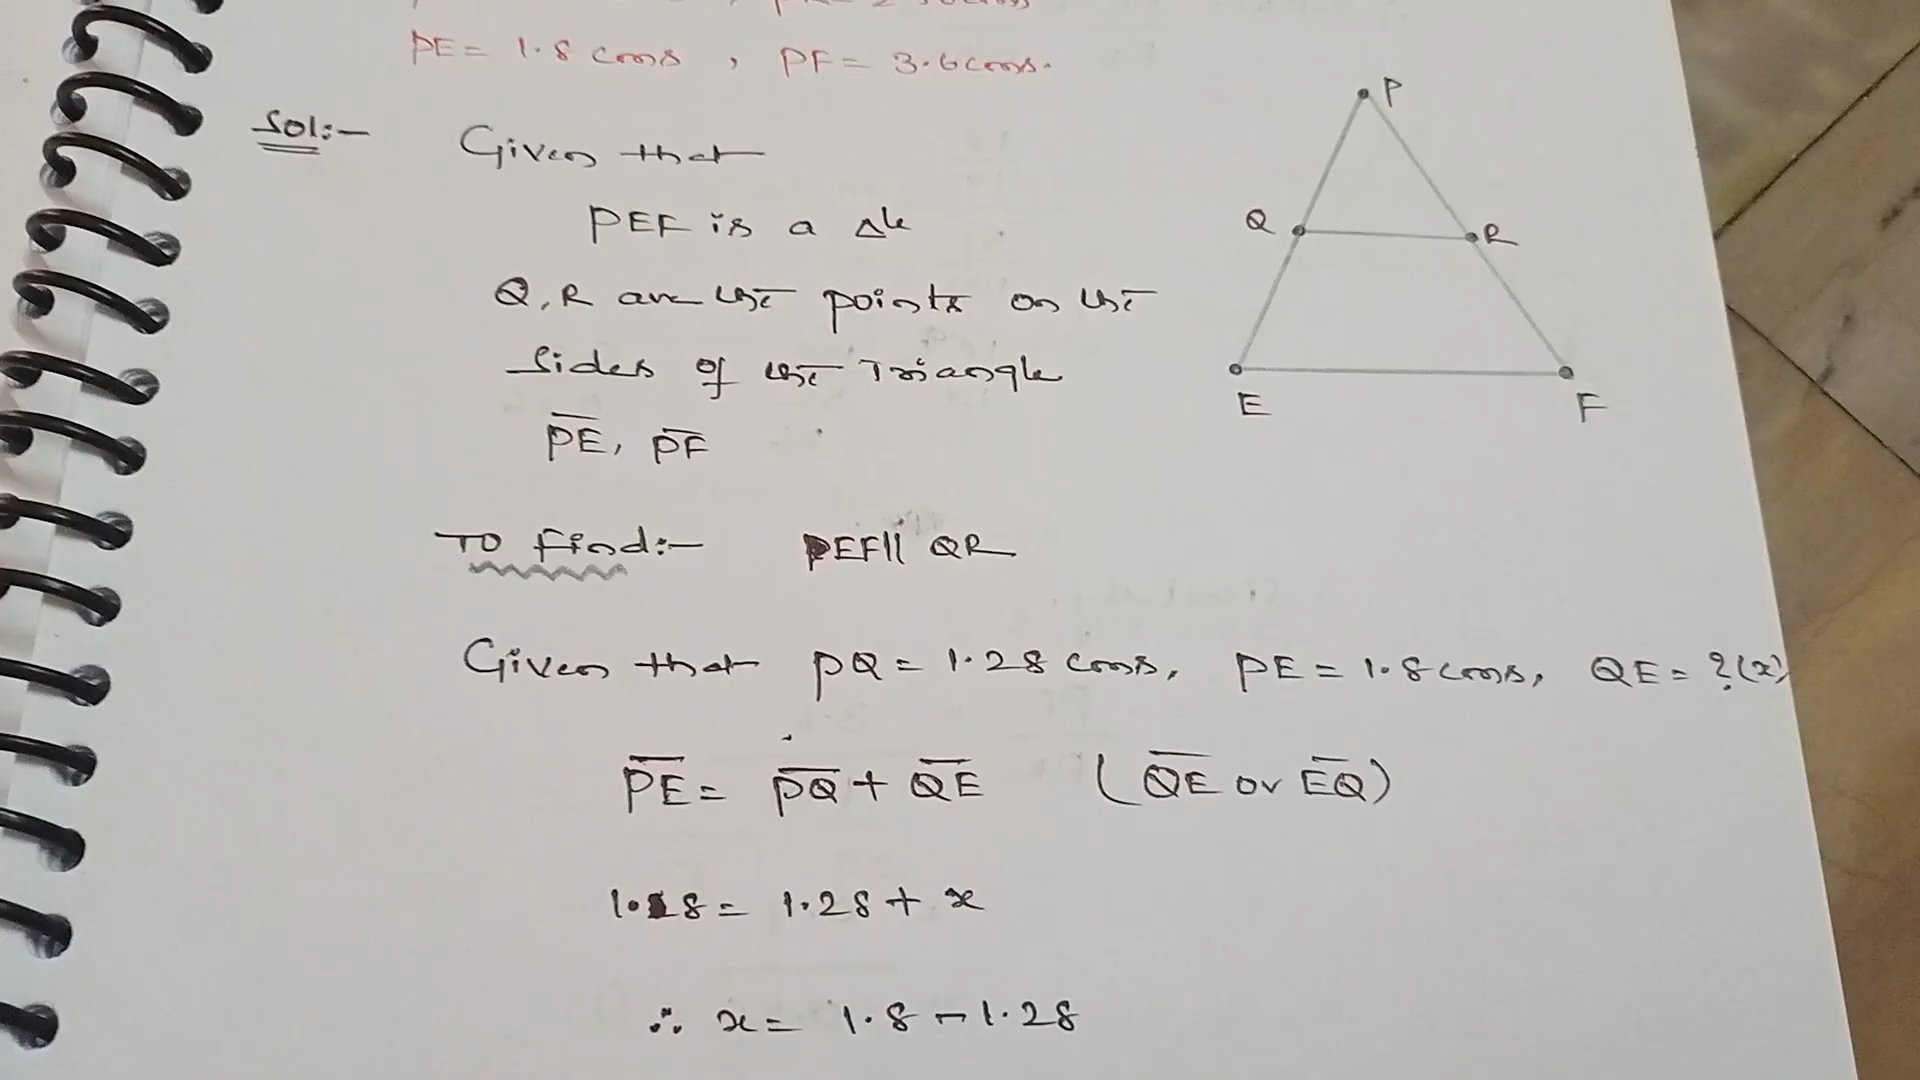 PE = 1.8 cms , PF = 3.6 cms.
Sol:- Given that
PEF is a Δle
Q, R are the points on the
sides of the Triangle
PE, PF
To find:- EF || QR
Given that PQ = 1.28 cms, PE = 1.8 cms, QE = ? (x)
PE = PQ + QE (QE or EQ)
1.8 = 1.28 + x
∴ x = 1.8 - 1.28
P
Q
R
E
F